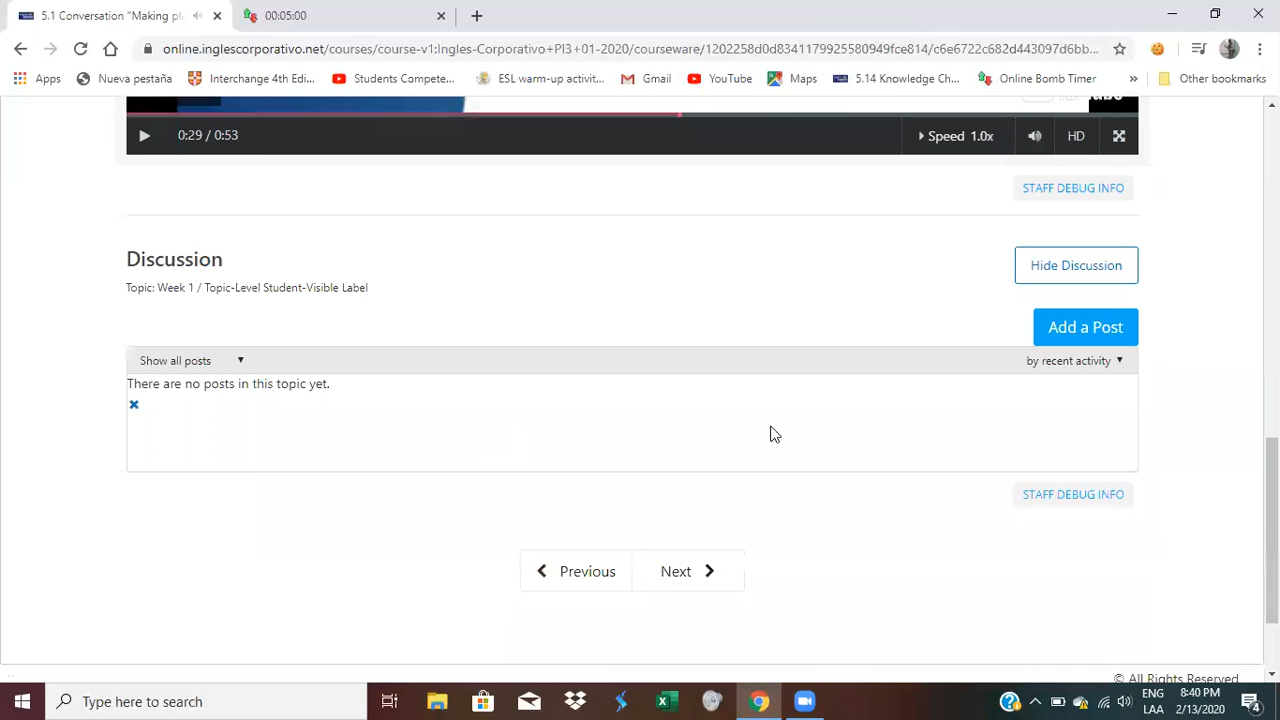 5.1 Conversation "Making pl
00:05:00
online.inglescorporativo.net/courses/course-v1:Ingles-Corporativo+PI3+01-2020/courseware/1202258d0d8341179925580949fce814/c6e6722c682d443097d6bb...
Apps
Nueva pestaña
Interchange 4th Edi...
Students Compete...
ESL warm-up activit...
Gmail
YouTube
Maps
5.14 Knowledge Ch...
Online Bomb Timer
»
Other bookmarks
0:29 / 0:53
Speed 1.0x
HD
STAFF DEBUG INFO
Discussion
Hide Discussion
Topic: Week 1 / Topic-Level Student-Visible Label
Add a Post
Show all posts
by recent activity
There are no posts in this topic yet.
STAFF DEBUG INFO
Previous
Next
© All Rights Reserved
Type here to search
ENG
LAA
8:40 PM
2/13/2020
4